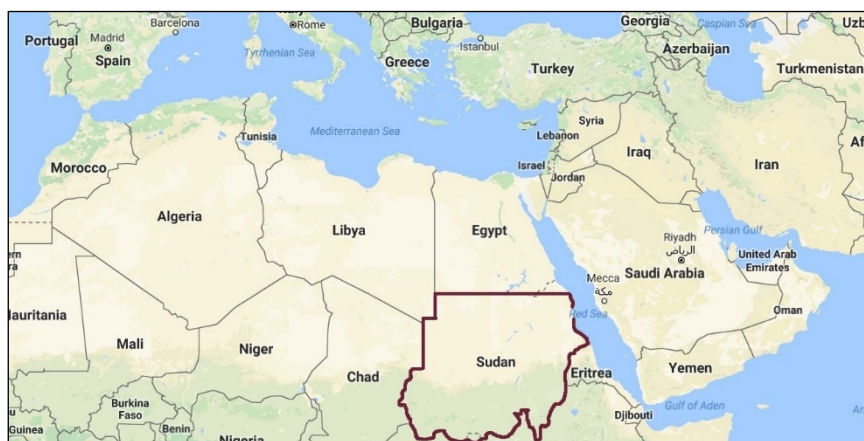 Barcelona
Rome
Bulgaria
Georgia
Caspian Sea
Uzb
Portugal
Madrid
Spain
Tyrrhenian Sea
Greece
Istanbul
Turkey
Azerbaijan
Turkmenistan
Tunisia
Mediterranean Sea
Syria
Lebanon
Iraq
Iran
Af
Morocco
Israel
Jordan
Algeria
Libya
Egypt
Persian Gulf
Riyadh
الرياض
United Arab
Emirates
Saudi Arabia
Mecca
مكة
Red Sea
Oman
auritania
Mali
Niger
Chad
Sudan
Eritrea
Yemen
Burkina
Faso
Guinea
Benin
Nigeria
Djibouti
Gulf of Aden